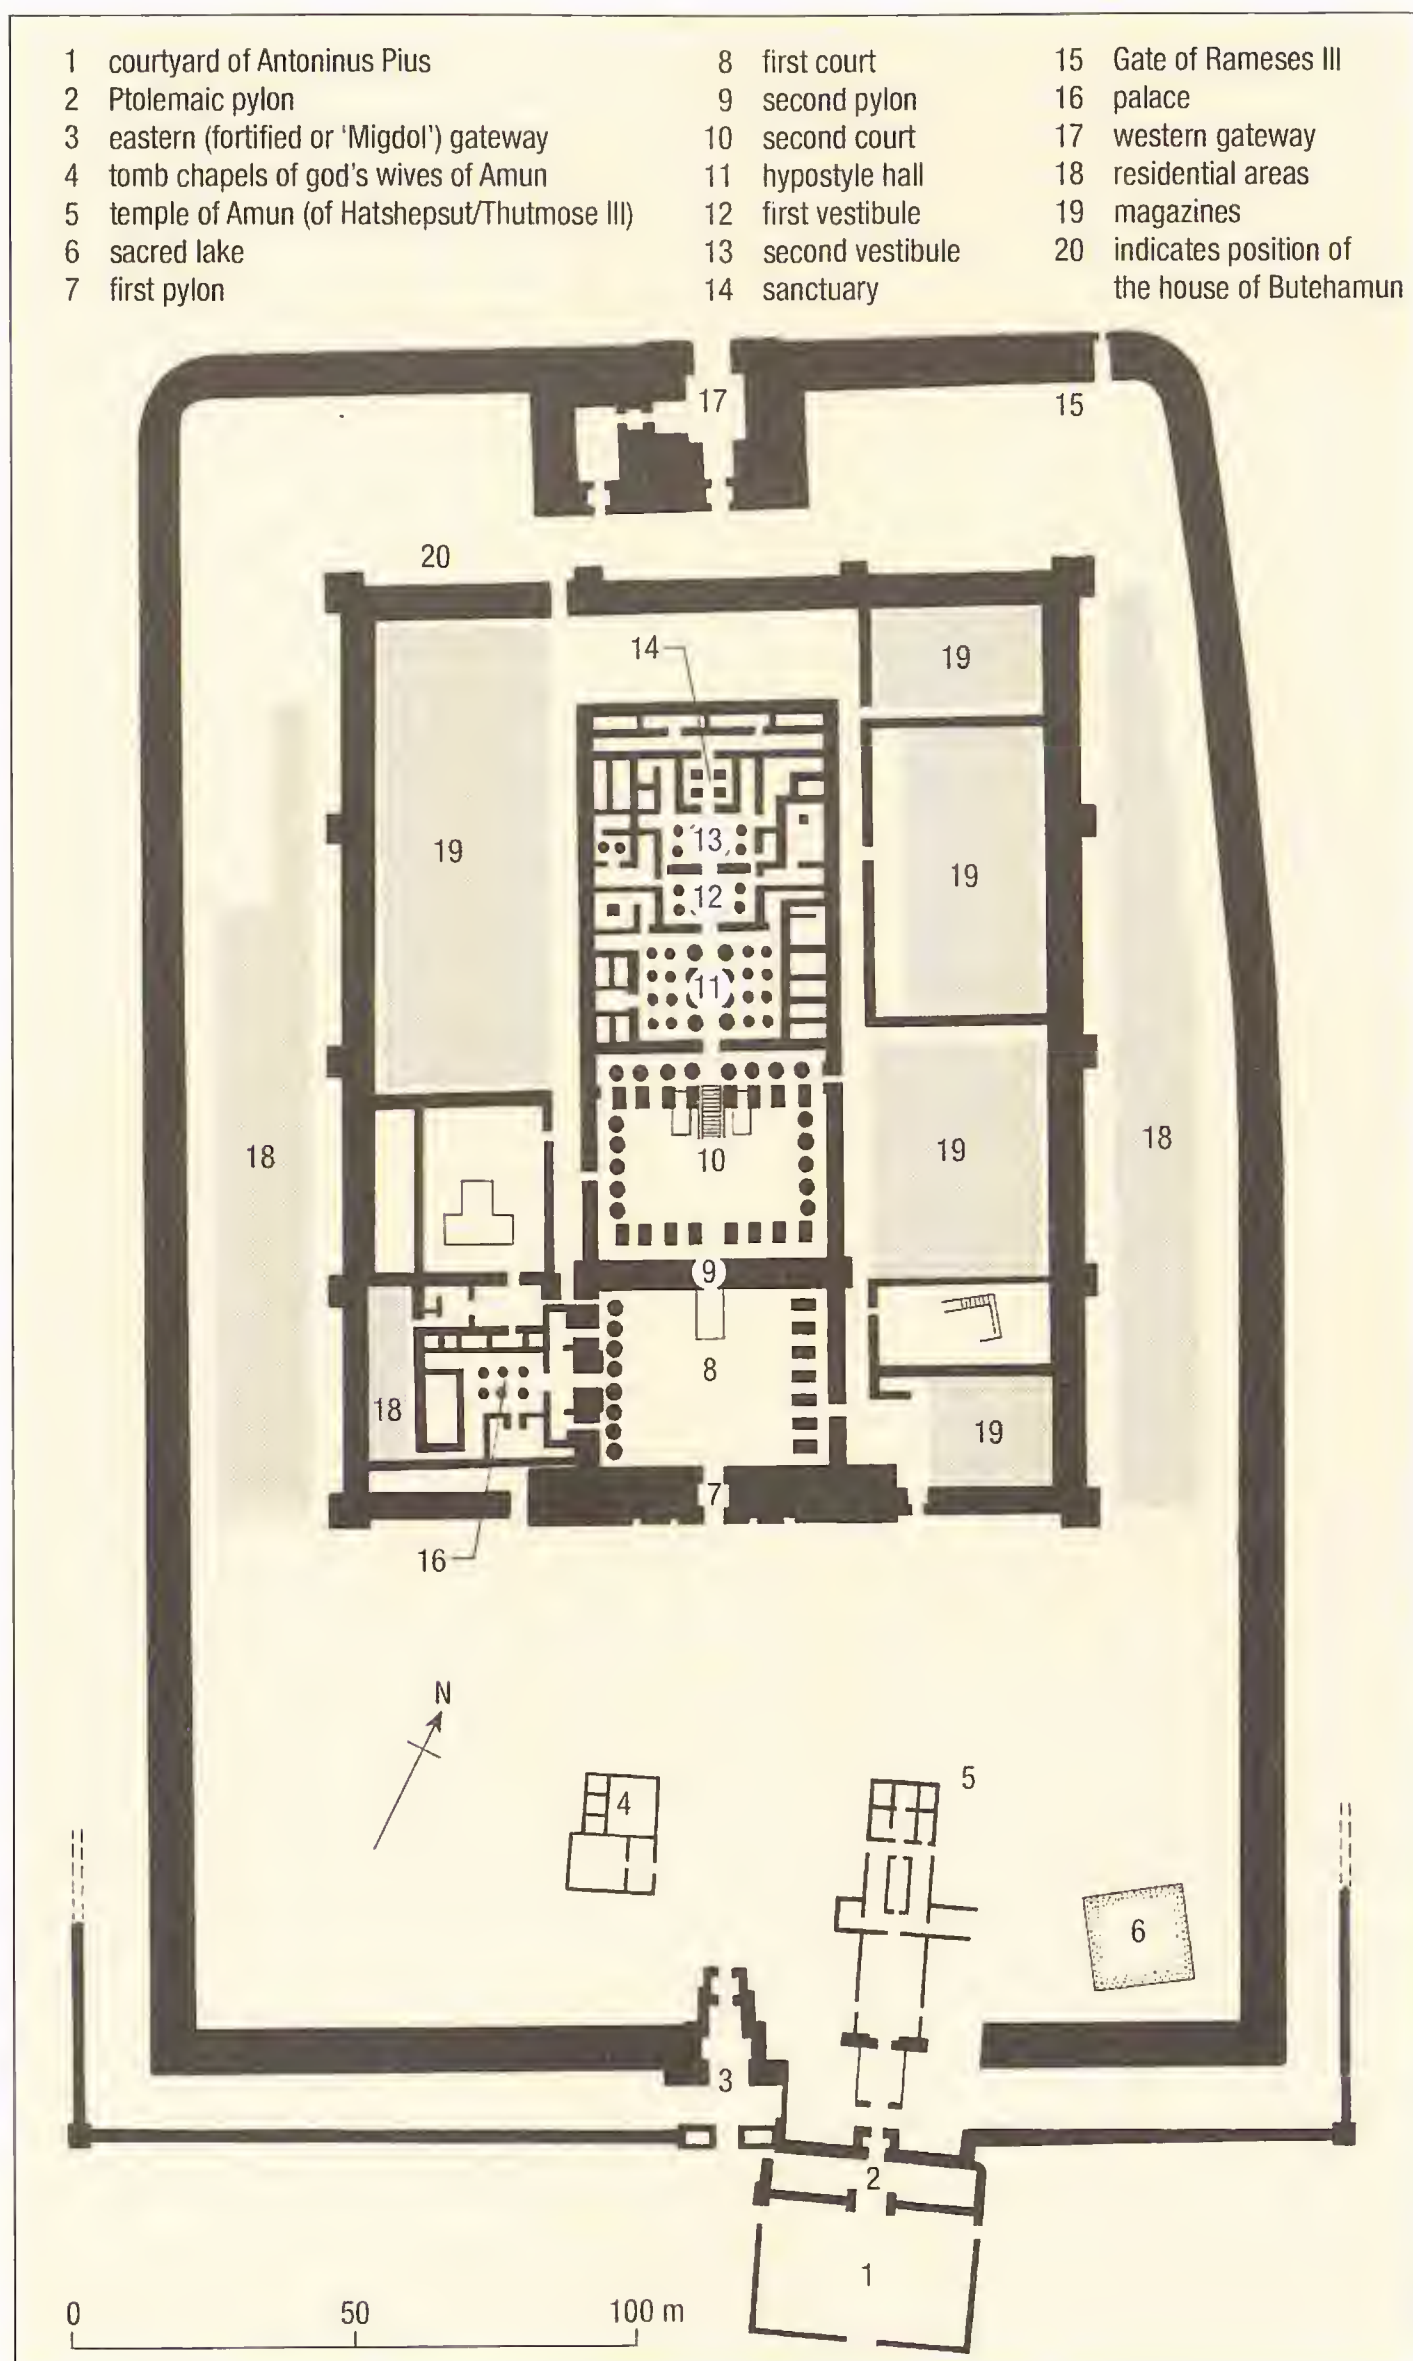 1 courtyard of Antoninus Pius
2 Ptolemaic pylon
3 eastern (fortified or ‘Migdol’) gateway
4 tomb chapels of god's wives of Amun
5 temple of Amun (of Hatshepsut/Thutmose III)
6 sacred lake
7 first pylon
8 first court
9 second pylon
10 second court
11 hypostyle hall
12 first vestibule
13 second vestibule
14 sanctuary
15 Gate of Rameses III
16 palace
17 western gateway
18 residential areas
19 magazines
20 indicates position of
the house of Butehamun
17
15
20
14
19
19
13
19
12
11
18
10
19
18
9
8
18
19
7
16
N
5
4
6
3
2
1
0 50 100 m